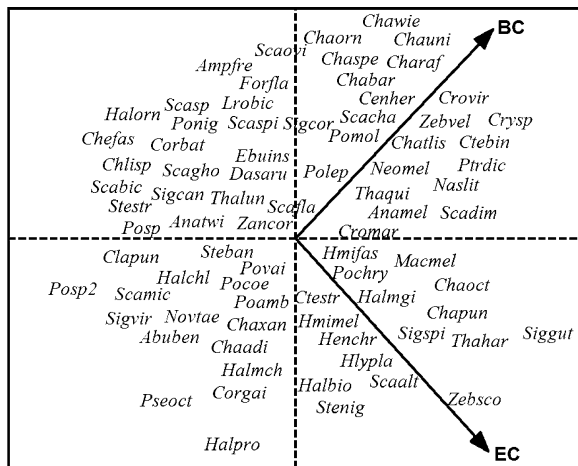 Chawie
BC
Chaorn
Chauni
Scaovi
Chaspe
Charaf
Ampfre
Chabar
Forfla
Cenher
Crovir
Scasp
Lrobic
Halorn
Scacha
Zebvel
Crysp
Ponig
Scaspi
Sigcor
Pomol
Chefas
Corbat
Chatlis
Ctebin
Ebuins
Chlisp
Scagho
Dasaru
Polep
Neomel
Ptrdic
Scabic
Sigcan
Thalun
Thaqui
Naslit
Stestr
Scafla
Anamel
Scadim
Posp
Anatwi
Zancor
Cromar
Clapun
Steban
Hmifas
Macmel
Povai
Pochry
Halchl
Pocoe
Chaoct
Posp2
Scamic
Poamb
Ctestr
Halmgi
Sigvir
Novtae
Chaxan
Hmimel
Chapun
Abuben
Henchr
Sigspi
Thahar
Siggut
Chaadi
Hlypla
Halmch
Halbio
Scaalt
Corgai
Pseoct
Stenig
Zebsco
Halpro
EC